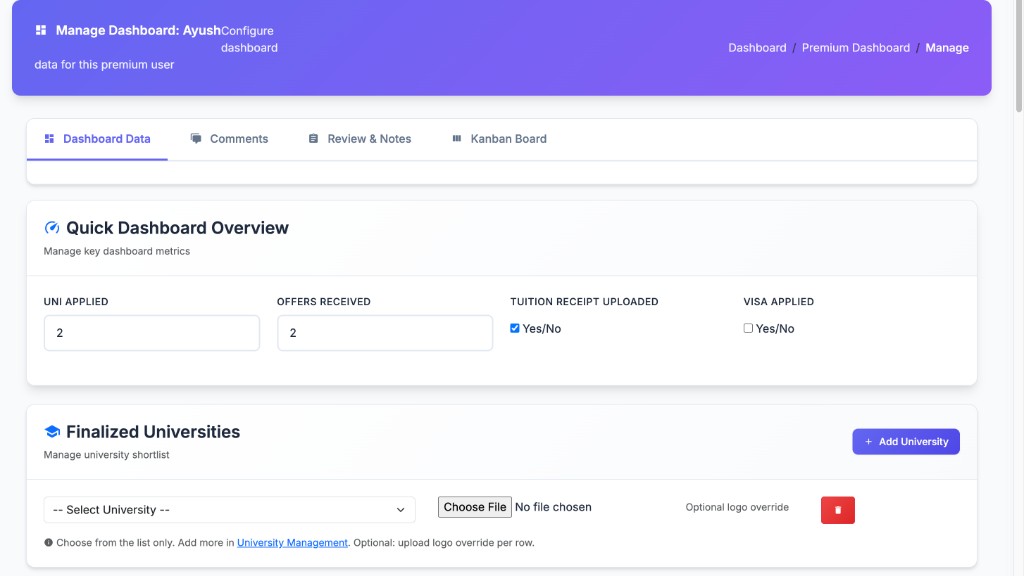 Manage Dashboard: AyushConfigure
dashboard
data for this premium user
Dashboard / Premium Dashboard / Manage
Dashboard Data Comments Review & Notes Kanban Board
Quick Dashboard Overview
Manage key dashboard metrics
UNI APPLIED OFFERS RECEIVED TUITION RECEIPT UPLOADED VISA APPLIED
2 2 Yes/No Yes/No
Finalized Universities
Manage university shortlist
+ Add University
-- Select University -- Choose File No file chosen Optional logo override
Choose from the list only. Add more in University Management. Optional: upload logo override per row.